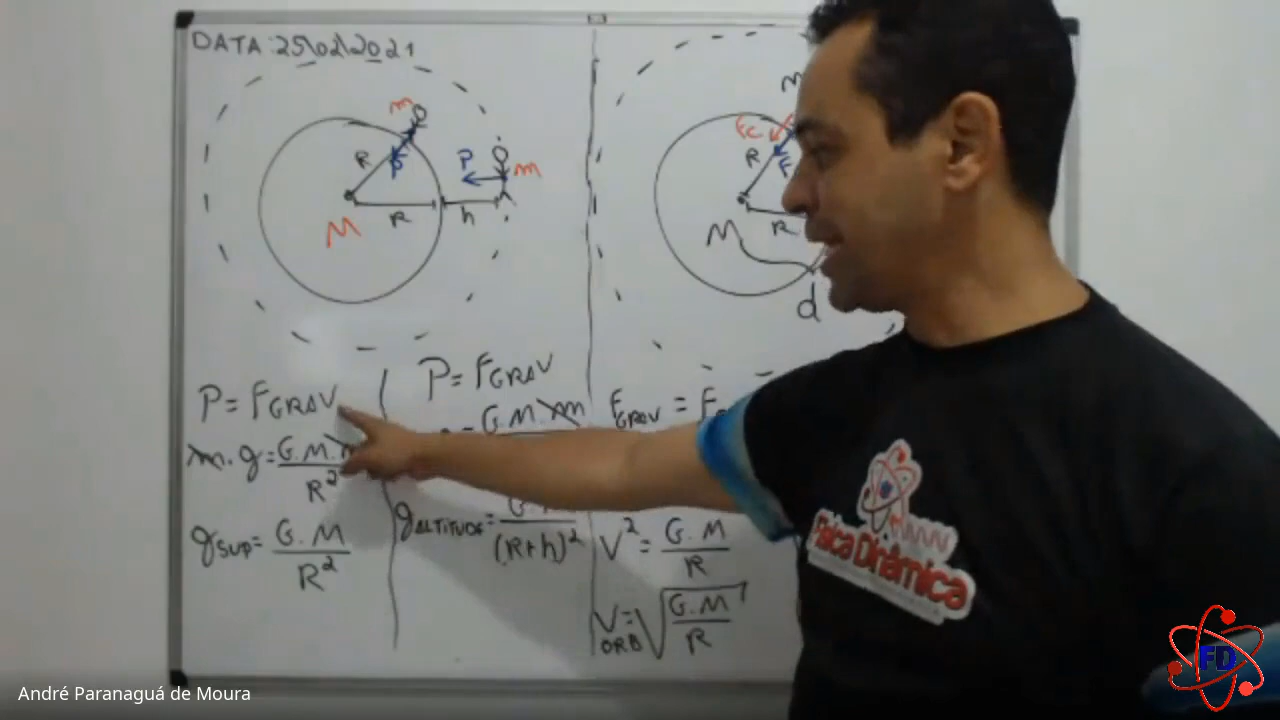 DATA: 25\02\2021
m
R
P
R
h
P
m
M
P = FGRAV
m.g = G.M.m
R²
gSUP = G.M
R²
P = FGRAV
G.M.m
gALTITUDE =
(R+h)²
Fc
R
F
M
R
d
FGRAV =
V² = G.M
R
VORB = √G.M
R
Física Dinâmica
FD
André Paranaguá de Moura